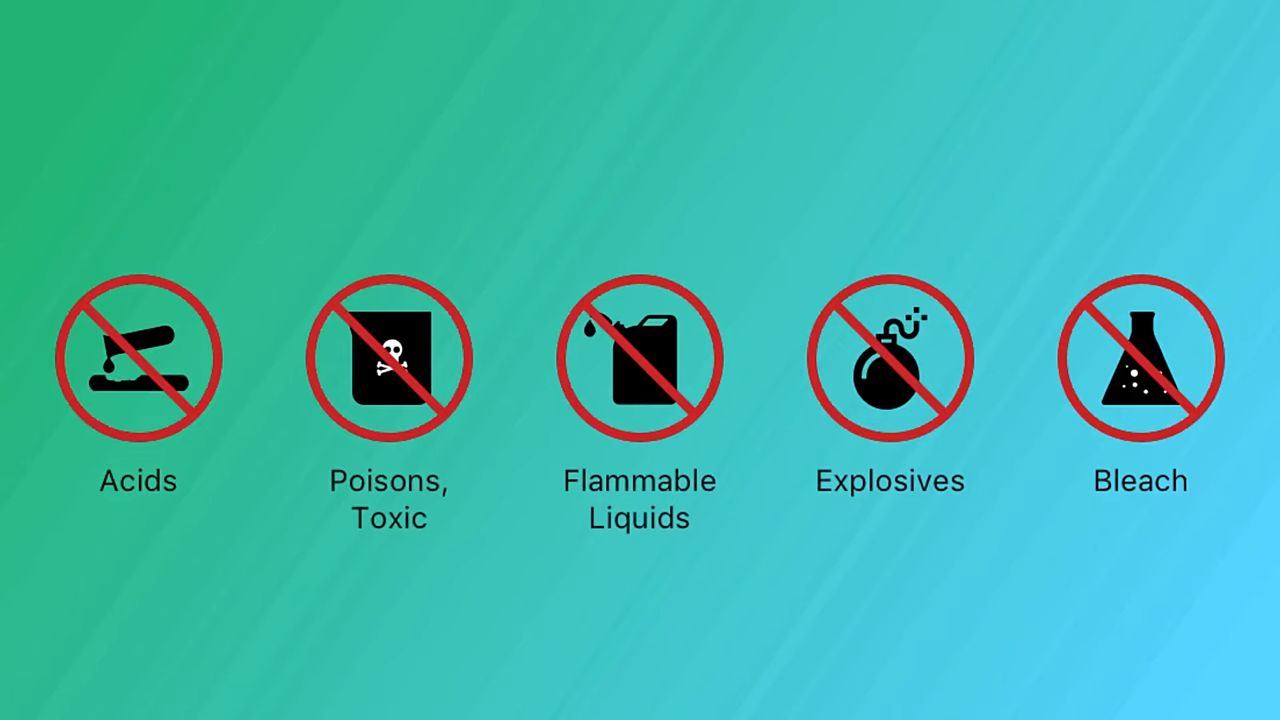 Acids
Poisons,
Toxic
Flammable
Liquids
Explosives
Bleach